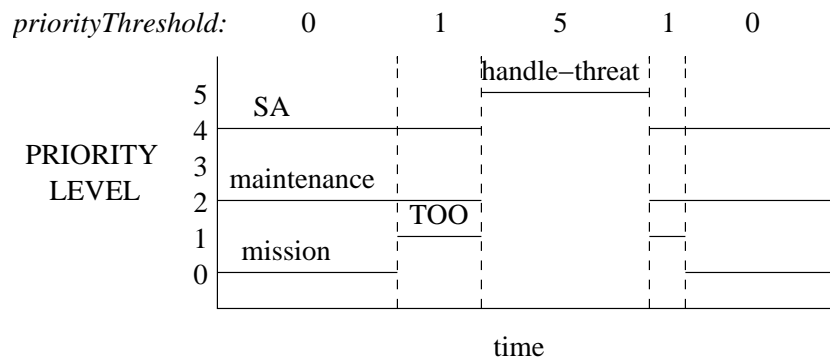 priorityThreshold: 0 1 5 1 0
handle−threat
5
SA
4
PRIORITY
3
LEVEL
maintenance
2
TOO
1
mission
0
time